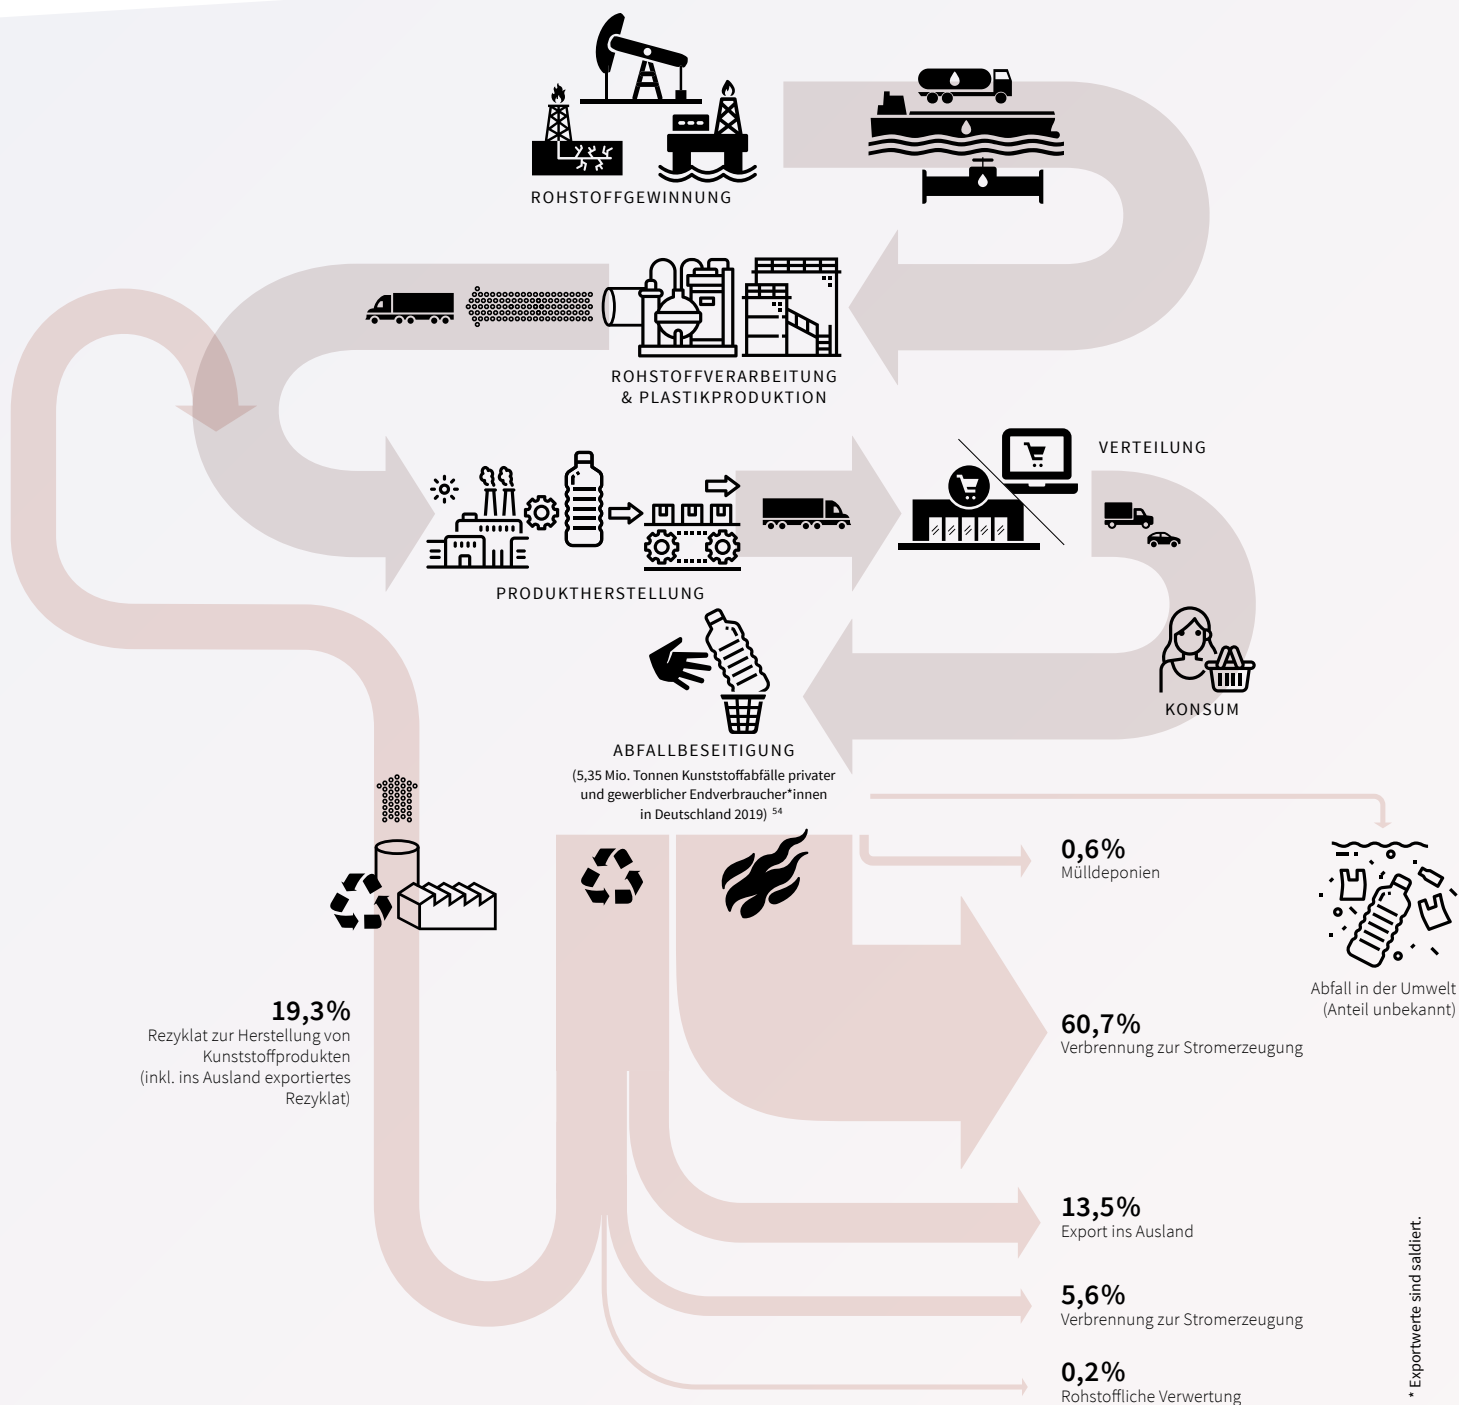 ROHSTOFFGEWINNUNG
ROHSTOFFVERARBEITUNG
& PLASTIKPRODUKTION
VERTEILUNG
PRODUKTHERSTELLUNG
KONSUM
ABFALLBESEITIGUNG
(5,35 Mio. Tonnen Kunststoffabfälle privater
und gewerblicher Endverbraucher*innen
in Deutschland 2019) 54
0,6%
Mülldeponien
Abfall in der Umwelt
(Anteil unbekannt)
19,3%
Rezyklat zur Herstellung von
Kunststoffprodukten
(inkl. ins Ausland exportiertes
Rezyklat)
60,7%
Verbrennung zur Stromerzeugung
13,5%
Export ins Ausland
5,6%
Verbrennung zur Stromerzeugung
0,2%
Rohstoffliche Verwertung
* Exportwerte sind saldiert.